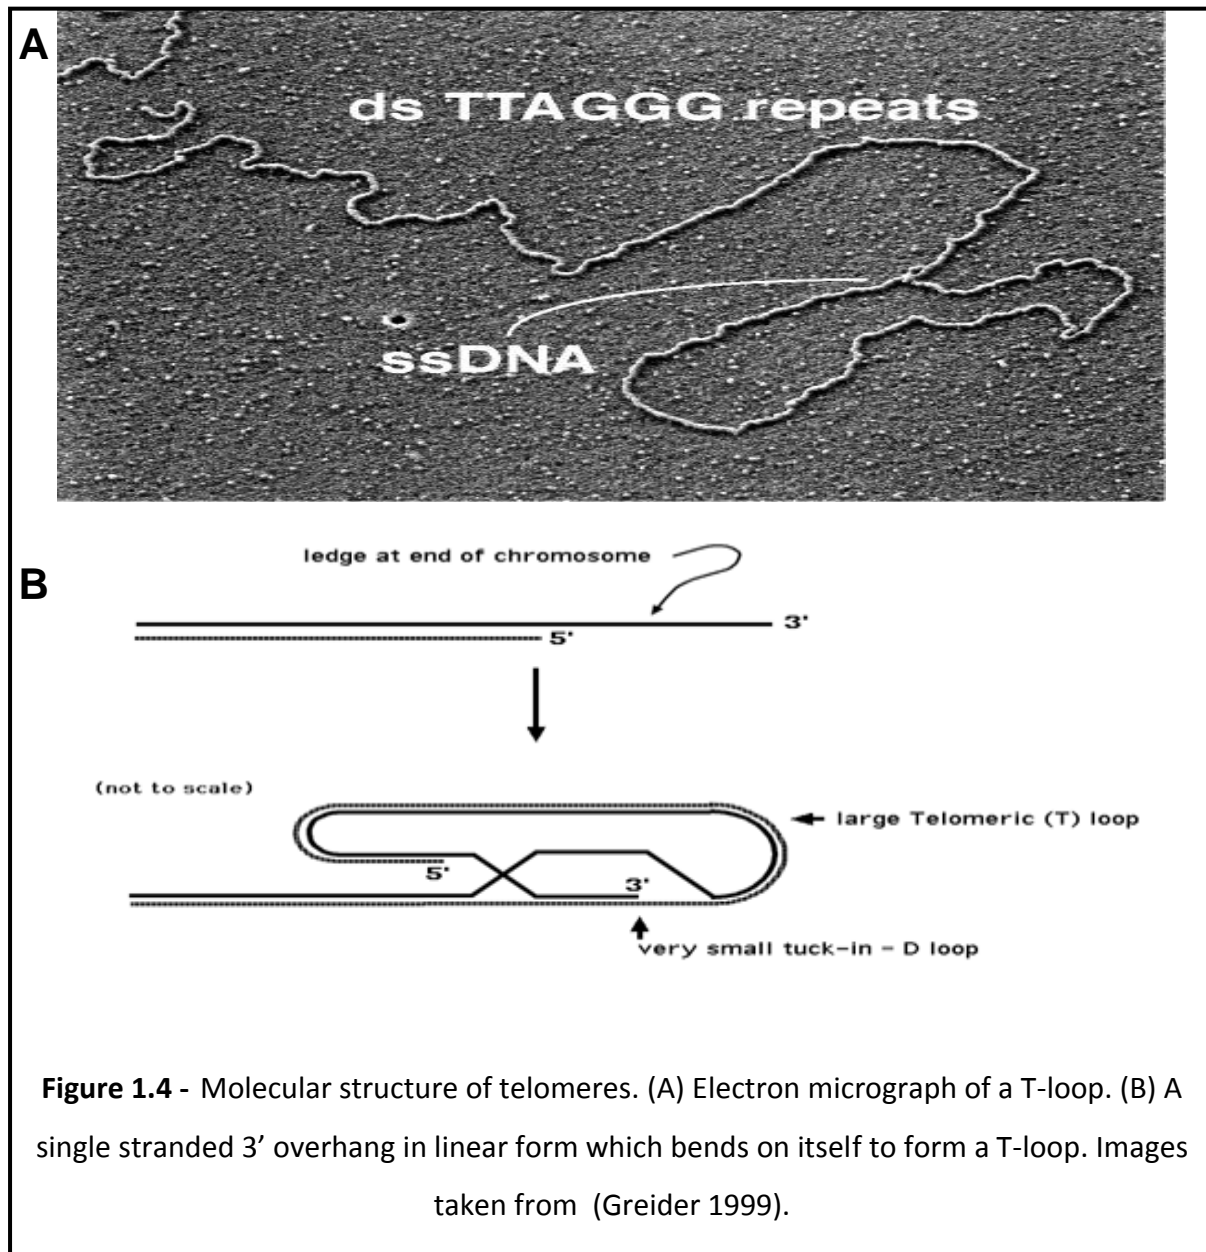 A
ds TTAGGG repeats
ssDNA
B
ledge at end of chromosome
3'
5'
(not to scale)
large Telomeric (T) loop
5'
3'
very small tuck-in - D loop
Figure 1.4 - Molecular structure of telomeres. (A) Electron micrograph of a T-loop. (B) A
single stranded 3’ overhang in linear form which bends on itself to form a T-loop. Images
taken from (Greider 1999).